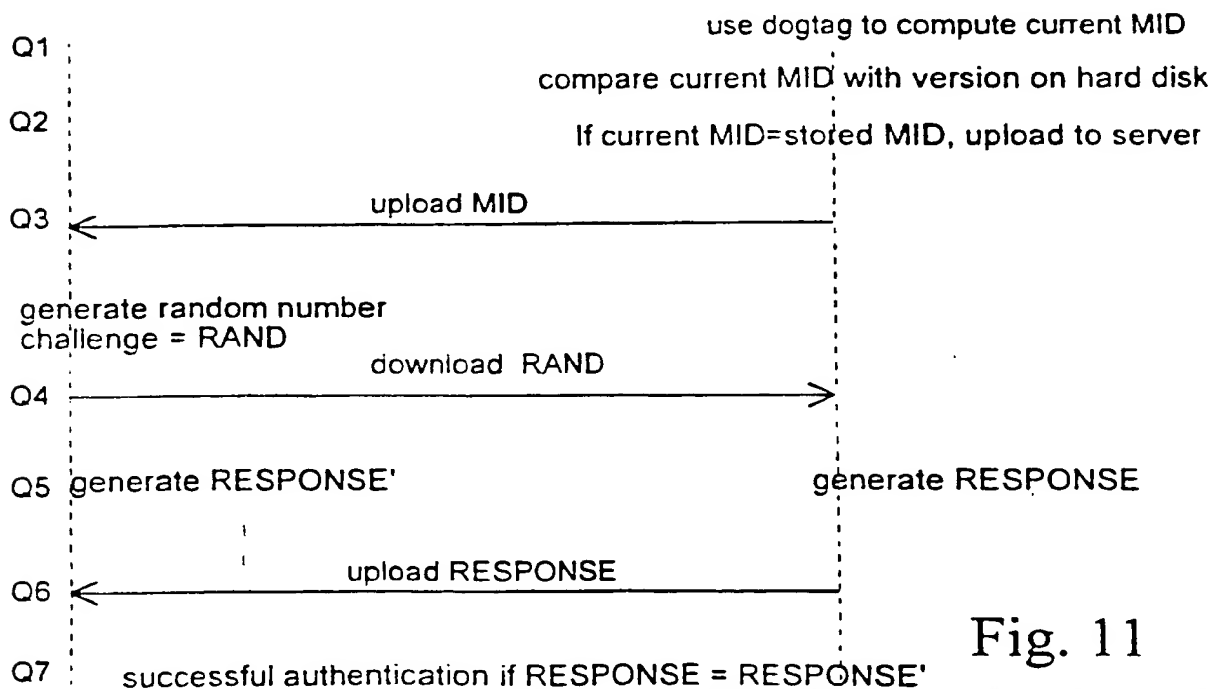 use dogtag to compute current MID
Q1
compare current MID with version on hard disk
Q2
If current MID=stored MID, upload to server
upload MID
Q3
generate random number
challenge = RAND
download RAND
Q4
Q5 generate RESPONSE' generate RESPONSE
upload RESPONSE
Q6
Fig. 11
Q7 successful authentication if RESPONSE = RESPONSE'